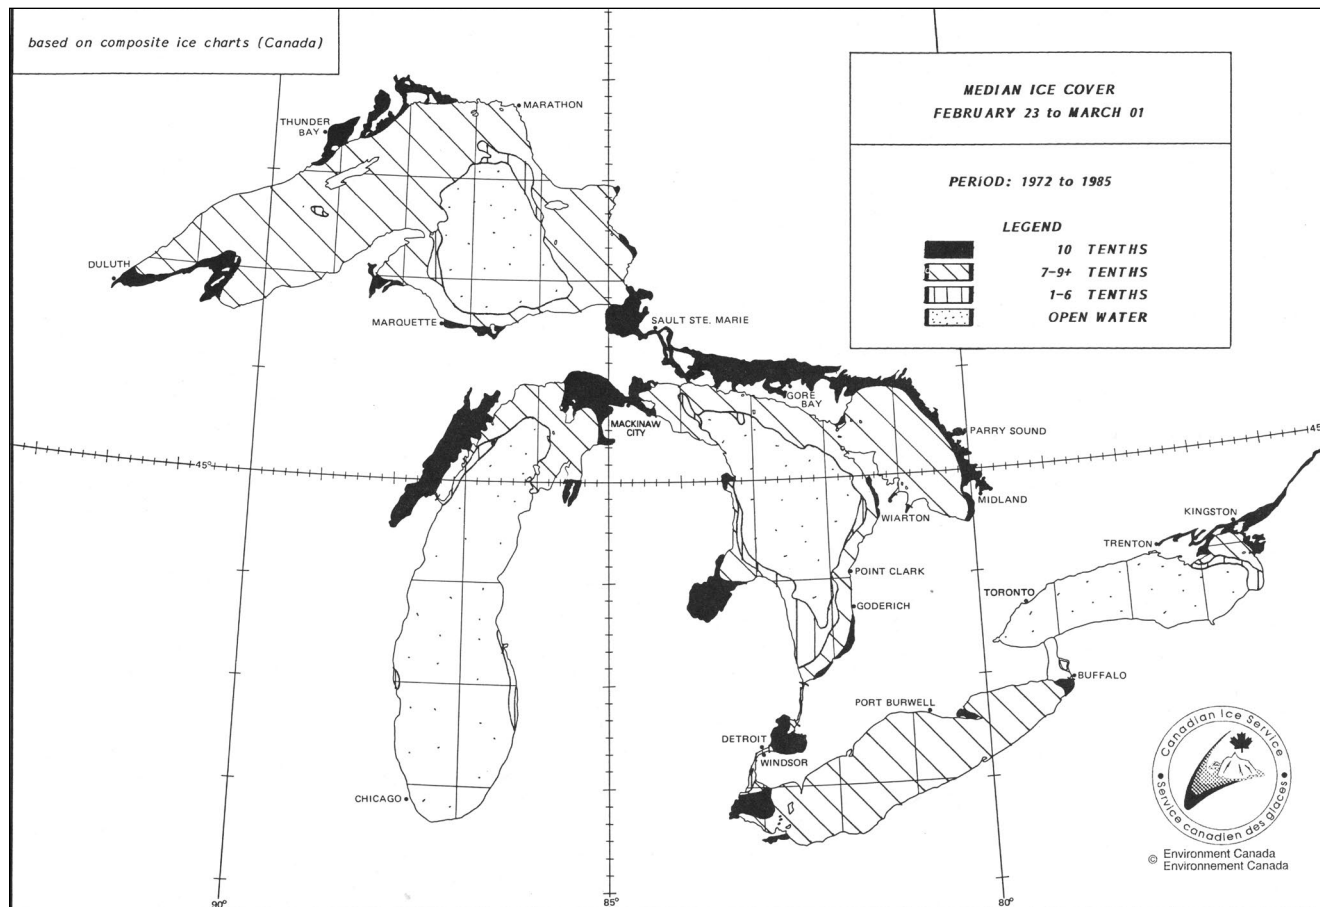 based on composite ice charts (Canada)
MEDIAN ICE COVER
FEBRUARY 23 to MARCH 01
PERiOD: 1972 to 1985
LEGEND
10 TENTHS
7-9+ TENTHS
1-6 TENTHS
OPEN WATER
MARATHON
THUNDER
BAY
DULUTH
MARQUETTE
SAULT STE. MARIE
GORE
BAY
MACKINAW
CITY
PARRY SOUND
45°
45
MIDLAND
WIARTON
KINGSTON
TRENTON
POINT CLARK
TORONTO
GODERICH
BUFFALO
PORT BURWELL
DETROIT
WINDSOR
CHICAGO
Canadian Ice Service
Service canadien des glaces
© Environment Canada
Environnement Canada
90°
85°
80°